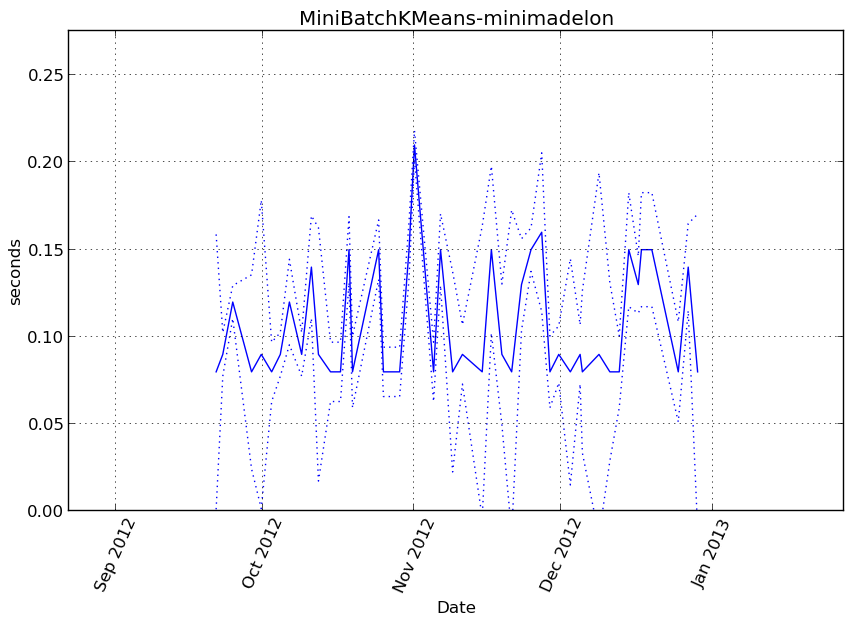 MiniBatchKMeans-minimadelon
seconds
0.25
0.20
0.15
0.10
0.05
0.00
Sep 2012
Oct 2012
Nov 2012
Dec 2012
Jan 2013
Date